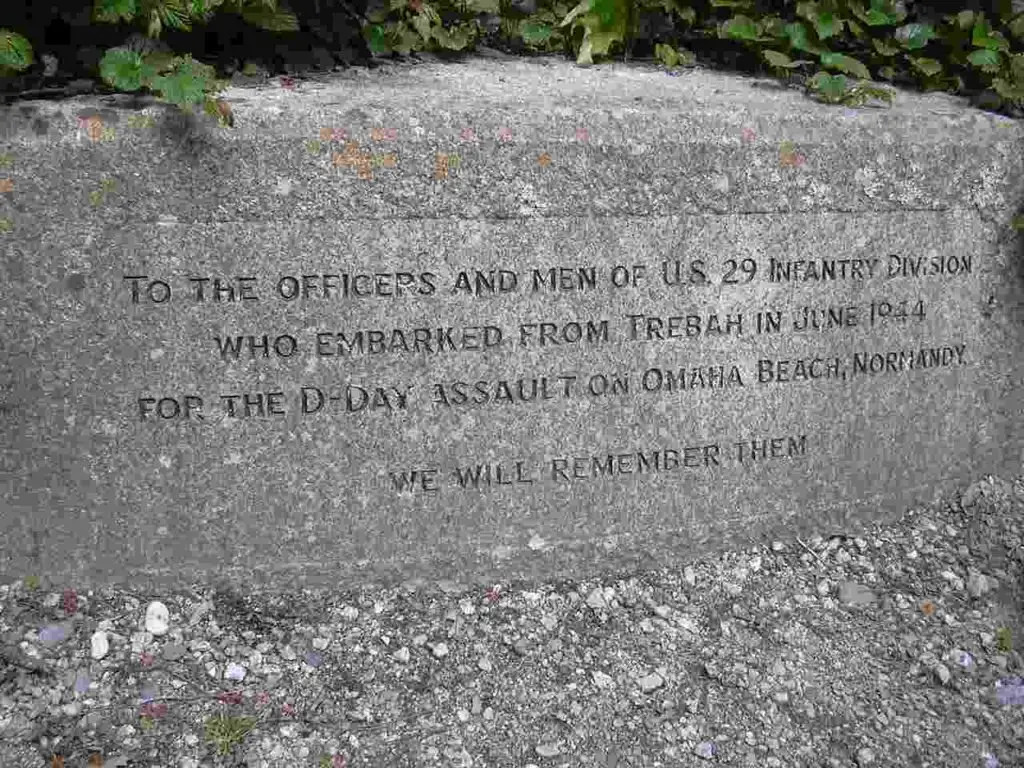 TO THE OFFICERS AND MEN OF U.S. 29 INFANTRY DIVISION
WHO EMBARKED FROM TREBAH IN JUNE 1944
FOR THE D-DAY ASSAULT ON OMAHA BEACH, NORMANDY.
WE WILL REMEMBER THEM